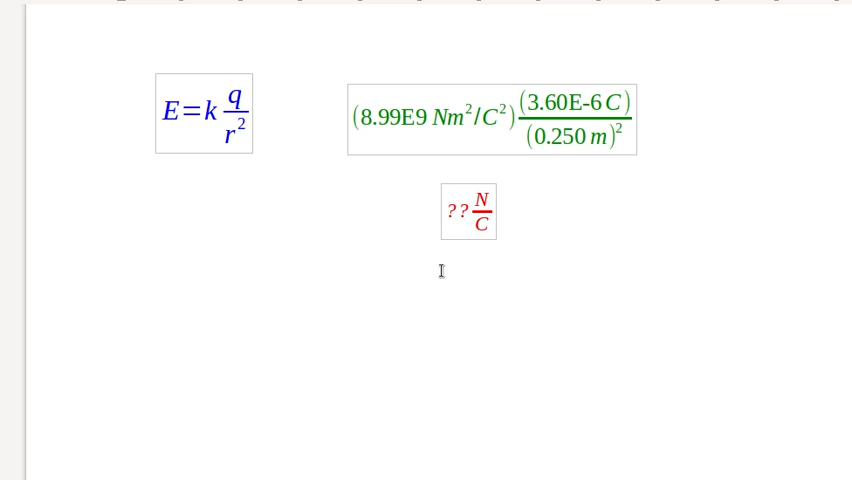 E=k q/r²
(8.99E9 Nm²/C²) (3.60E-6 C)/(0.250 m)²
?? N/C